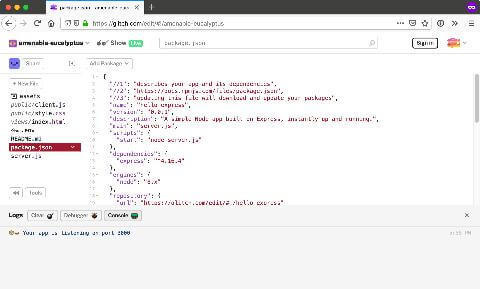 package.json - amenable-eucaly
https://glitch.com/edit/#!/amenable-eucalyptus
amenable-eucalyptus
Show
Live
package.json
Sign in
Share
Add Package
+ New File
assets
public/client.js
public/style.css
views/index.html
.env
README.md
package.json
server.js
Tools
{
"//1": "describes your app and its dependencies",
"//2": "https://docs.npmjs.com/files/package.json",
"//3": "updating this file will download and update your packages",
"name": "hello-express",
"version": "0.0.1",
"description": "A simple Node app built on Express, instantly up and running.",
"main": "server.js",
"scripts": {
"start": "node server.js"
},
"dependencies": {
"express": "^4.16.4"
},
"engines": {
"node": "8.x"
},
"repository": {
"url": "https://glitch.com/edit/#!/hello-express"
Logs
Clear
Debugger
Console
Your app is listening on port 3000